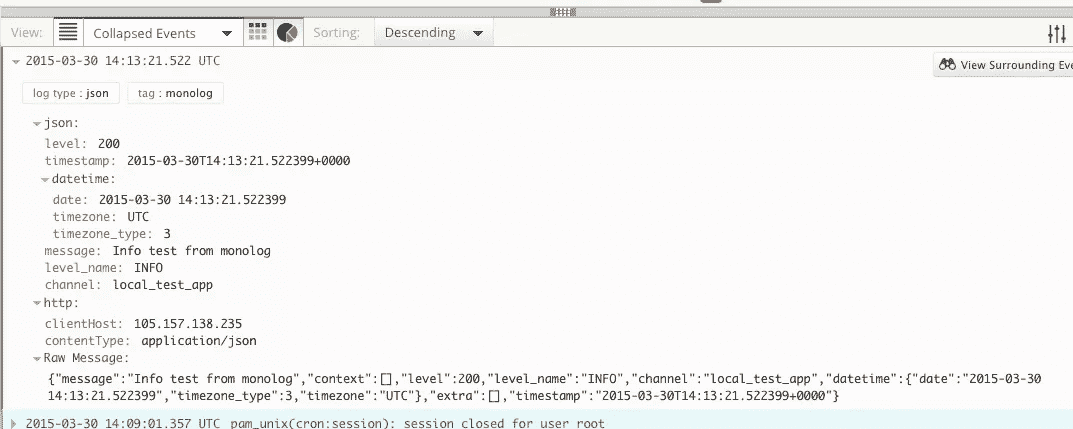 View: Collapsed Events Sorting: Descending
2015-03-30 14:13:21.522 UTC
View Surrounding Eve
log type : json tag : monolog
json:
level: 200
timestamp: 2015-03-30T14:13:21.522399+0000
datetime:
date: 2015-03-30 14:13:21.522399
timezone: UTC
timezone_type: 3
message: Info test from monolog
level_name: INFO
channel: local_test_app
http:
clientHost: 105.157.138.235
contentType: application/json
Raw Message:
{"message":"Info test from monolog","context":[],"level":200,"level_name":"INFO","channel":"local_test_app","datetime":{"date":"2015-03-30
14:13:21.522399","timezone_type":3,"timezone":"UTC"},"extra":[],"timestamp":"2015-03-30T14:13:21.522399+0000"}
2015-03-30 14:09:01.357 UTC pam_unix(cron:session): session closed for user root